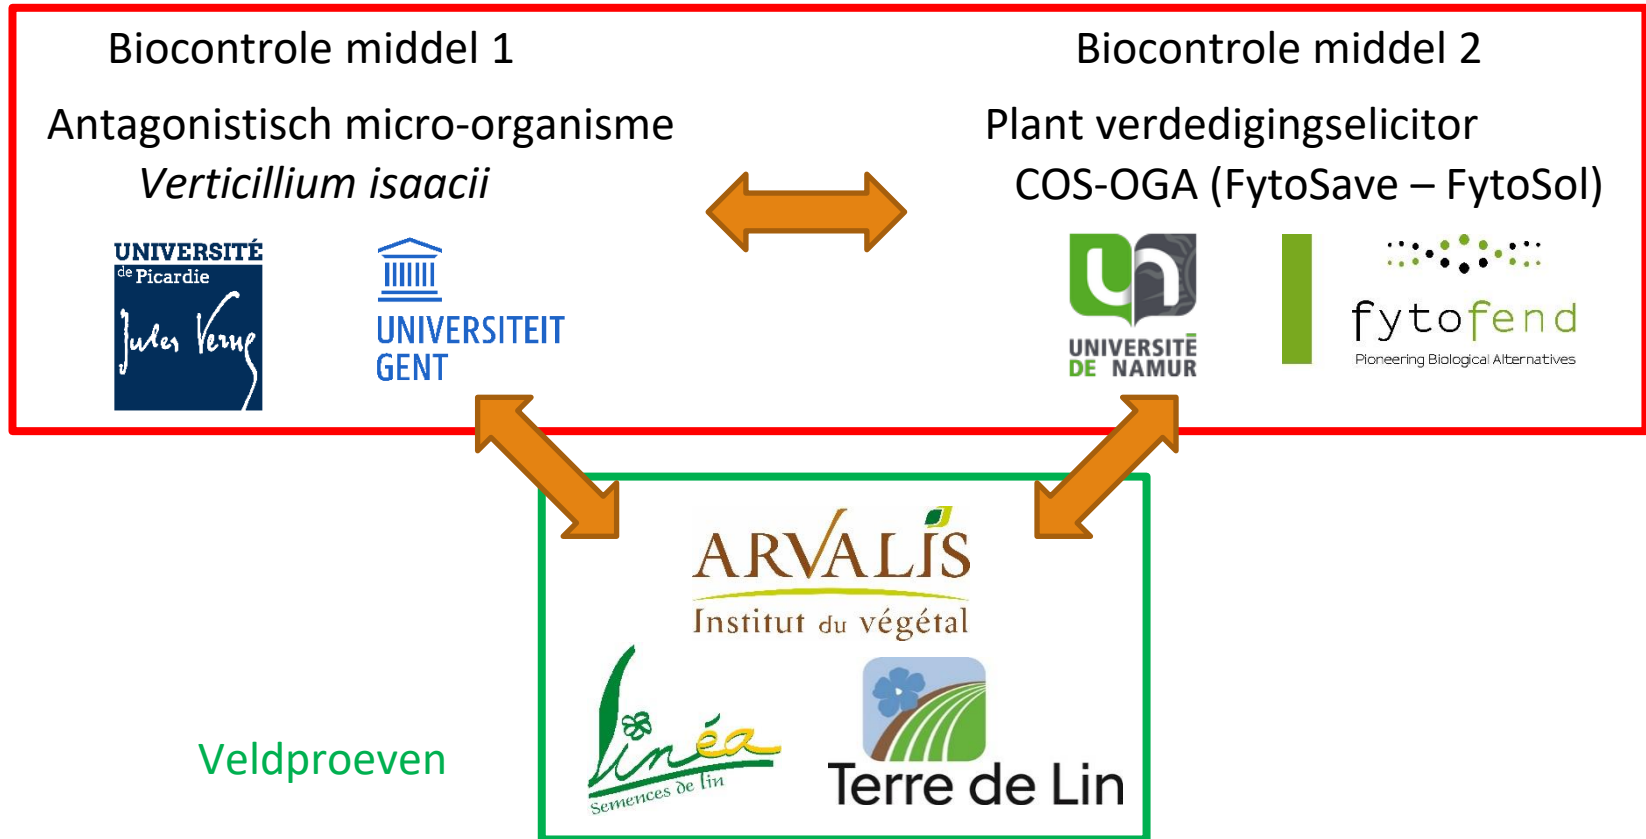 Biocontrole middel 1
Biocontrole middel 2
Antagonistisch micro-organisme
Verticillium isaacii
Plant verdedigingselicitor
COS-OGA (FytoSave – FytoSol)
UNIVERSITÉ
de Picardie
Jules Verne
UNIVERSITEIT
GENT
UNIVERSITÉ
DE NAMUR
fytofend
Pioneering Biological Alternatives
ARVALIS
Institut du végétal
Linéa
Semences de lin
Terre de Lin
Veldproeven